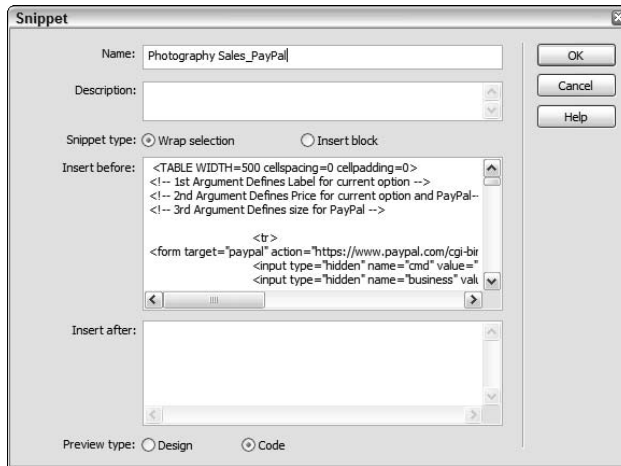 Snippet
Name: Photography Sales_PayPal
OK
Description:
Cancel
Help
Snippet type: Wrap selection Insert block
Insert before: <TABLE WIDTH=500 cellspacing=0 cellpadding=0>
<!-- 1st Argument Defines Label for current option -->
<!-- 2nd Argument Defines Price for current option and PayPal--
<!-- 3rd Argument Defines size for PayPal -->
<tr>
<form target="paypal" action="https://www.paypal.com/cgi-bin
<input type="hidden" name="cmd" value="
<input type="hidden" name="business" valu
Insert after:
Preview type: Design Code